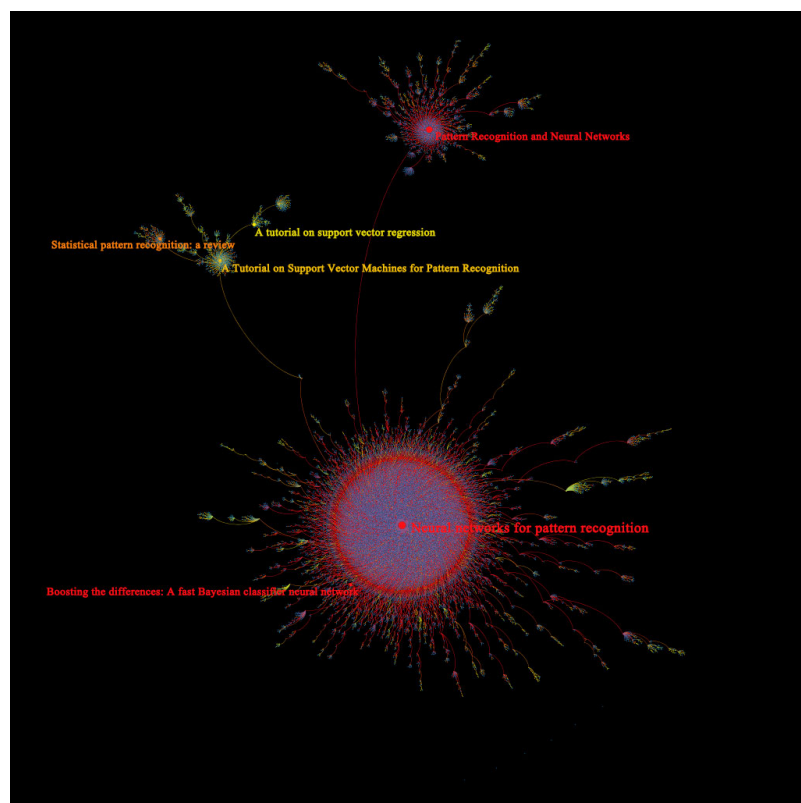 Pattern Recognition and Neural Networks
A tutorial on support vector regression
Statistical pattern recognition: a review
A Tutorial on Support Vector Machines for Pattern Recognition
Neural networks for pattern recognition
Boosting the differences: A fast Bayesian classifier neural network